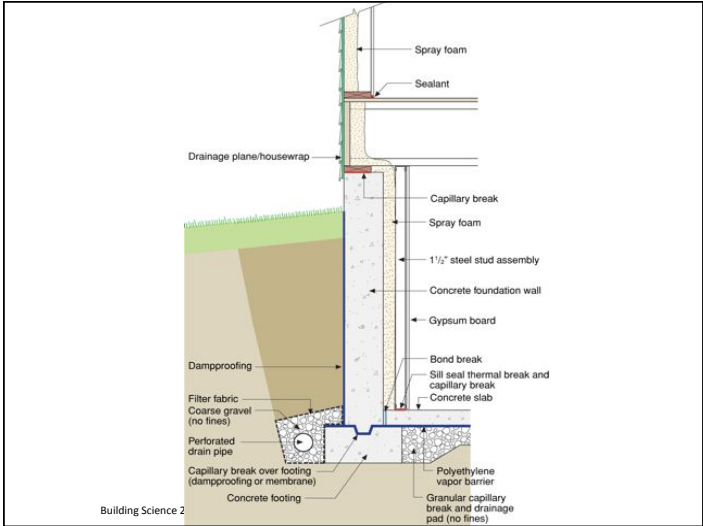 Spray foam
Sealant
Drainage plane/housewrap
Capillary break
Spray foam
1½" steel stud assembly
Concrete foundation wall
Gypsum board
Bond break
Dampproofing
Sill seal thermal break and
capillary break
Concrete slab
Filter fabric
Coarse gravel
(no fines)
Perforated
drain pipe
Capillary break over footing
(dampproofing or membrane)
Concrete footing
Polyethylene
vapor barrier
Granular capillary
break and drainage
pad (no fines)
Building Science 2